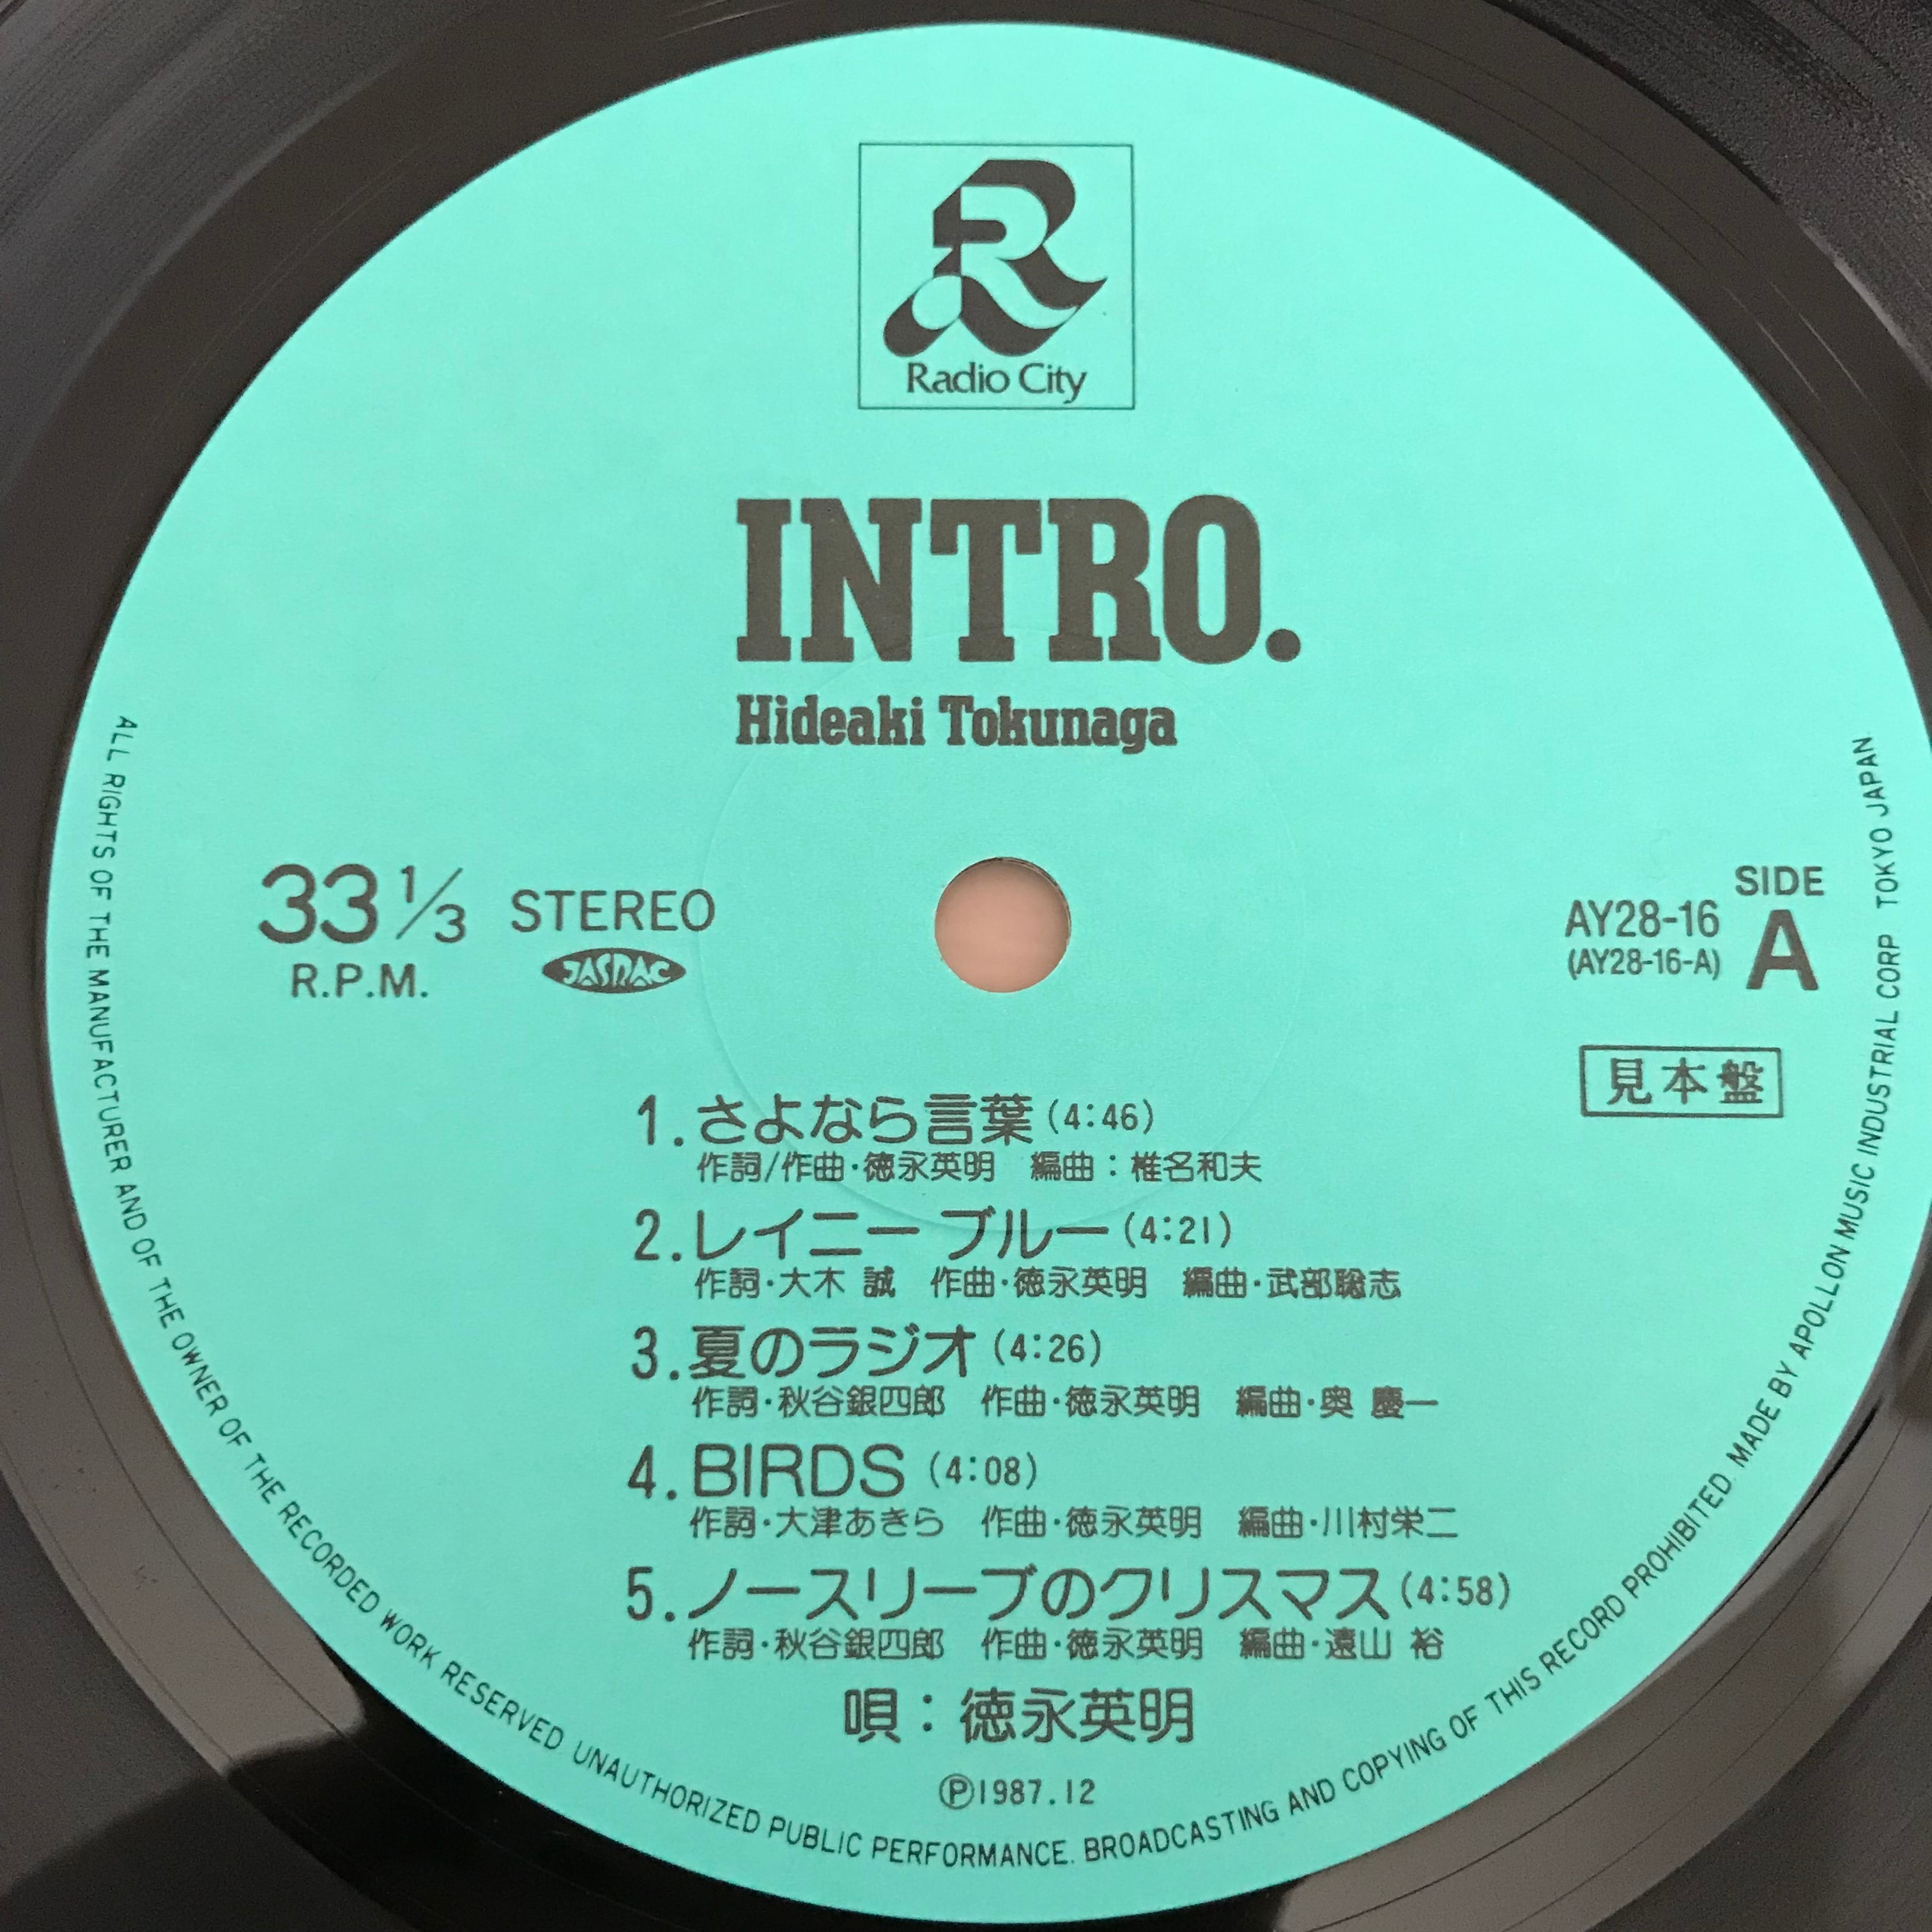 Radio City
INTRO.
Hideaki Tokunaga
33 1/3
R.P.M.
STEREO
JASRAC
AY28-16
(AY28-16-A)
SIDE
A
見本盤
1.さよなら言葉(4:46)
作詞/作曲・徳永英明 編曲:椎名和夫
2.レイニー ブルー(4:21)
作詞・大木 誠 作曲・徳永英明 編曲・武部聡志
3.夏のラジオ(4:26)
作詞・秋谷銀四郎 作曲・徳永英明 編曲・奥 慶一
4.BIRDS(4:08)
作詞・大津あきら 作曲・徳永英明 編曲・川村栄二
5.ノースリーブのクリスマス(4:58)
作詞・秋谷銀四郎 作曲・徳永英明 編曲・遠山 裕
唄:徳永英明
Ⓟ1987.12
ALL RIGHTS OF THE MANUFACTURER AND OF THE OWNER OF THE RECORDED WORK RESERVED UNAUTHORIZED PUBLIC PERFORMANCE. BROADCASTING AND COPYING OF THIS RECORD PROHIBITED MADE BY APOLLON MUSIC INDUSTRIAL CORP TOKYO JAPAN